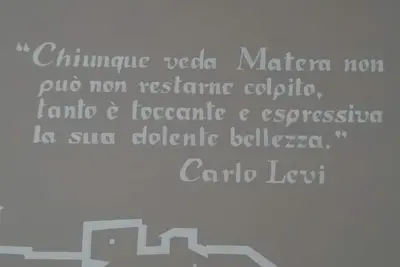 “Chiunque veda Matera non
può non restarne colpito,
tanto è toccante e espressiva
la sua dolente bellezza.”
Carlo Levi